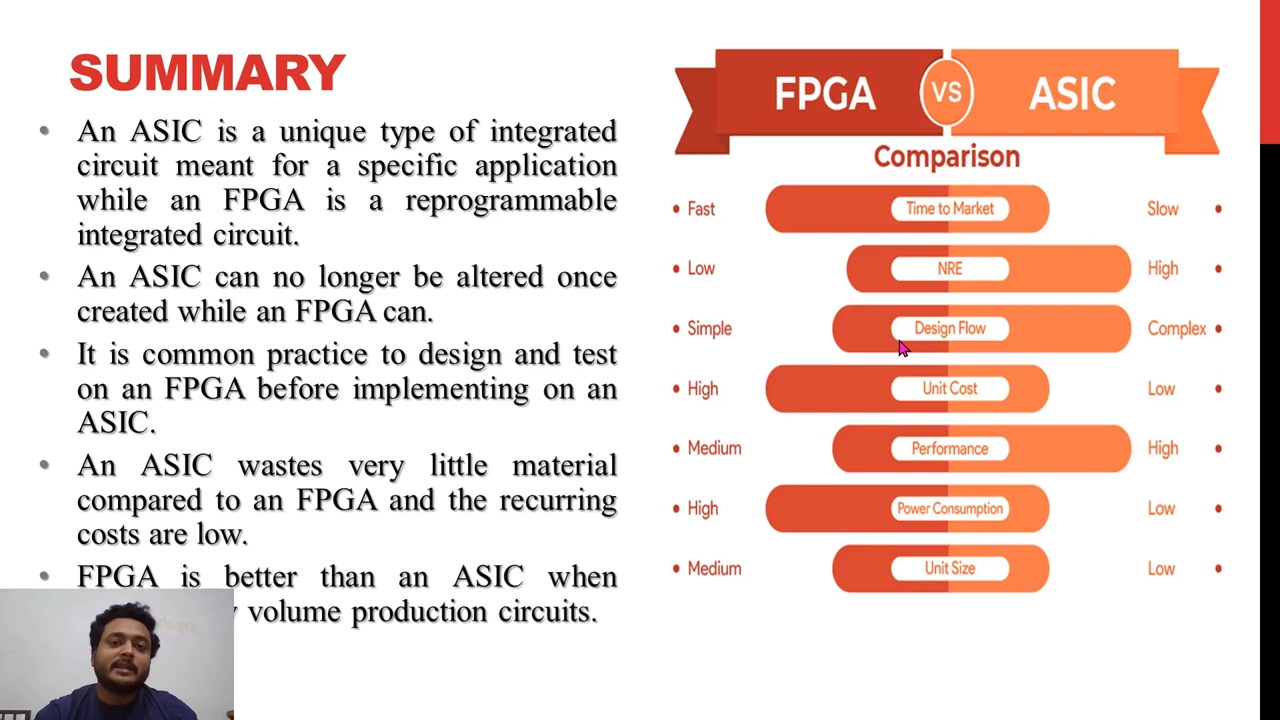 SUMMARY
• An ASIC is a unique type of integrated
circuit meant for a specific application
while an FPGA is a reprogrammable
integrated circuit.
• An ASIC can no longer be altered once
created while an FPGA can.
• It is common practice to design and test
on an FPGA before implementing on an
ASIC.
• An ASIC wastes very little material
compared to an FPGA and the recurring
costs are low.
• FPGA is better than an ASIC when
volume production circuits.
FPGA VS ASIC
Comparison
• Fast Time to Market Slow •
• Low NRE High •
• Simple Design Flow Complex •
• High Unit Cost Low •
• Medium Performance High •
• High Power Consumption Low •
• Medium Unit Size Low •